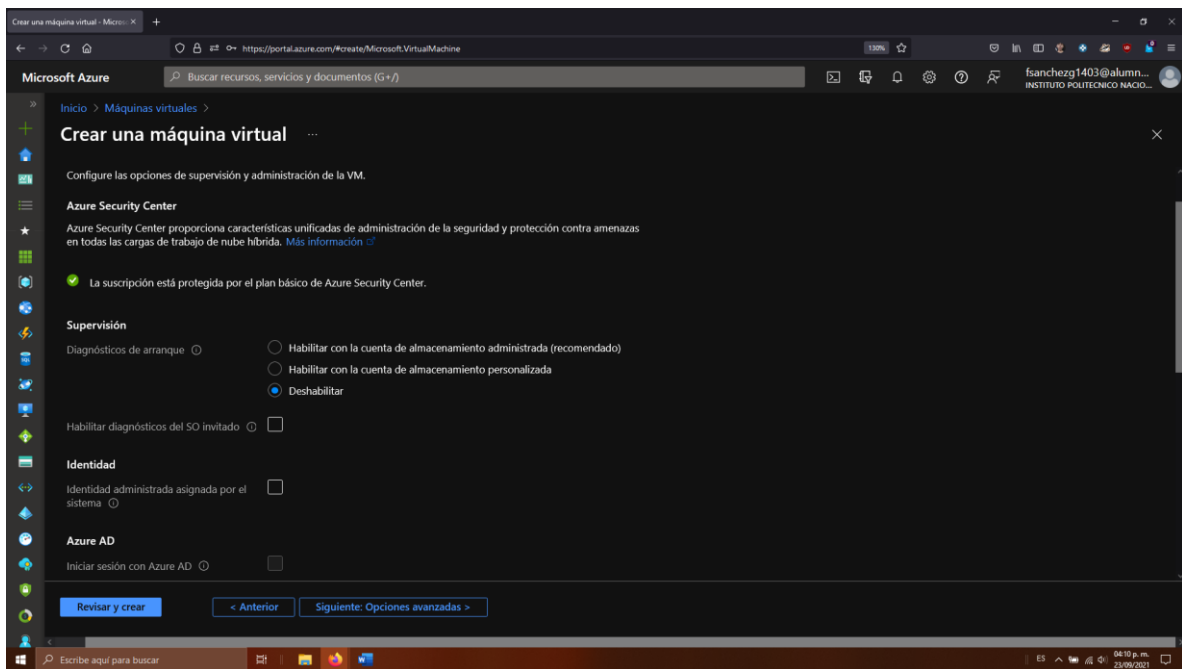 Crear una máquina virtual - Micros
https://portal.azure.com/#create/Microsoft.VirtualMachine
130%
Microsoft Azure
Buscar recursos, servicios y documentos (G+/)
fsanchezg1403@alumn...
INSTITUTO POLITECNICO NACIO...
Inicio > Máquinas virtuales >
Crear una máquina virtual ...
Configure las opciones de supervisión y administración de la VM.
Azure Security Center
Azure Security Center proporciona características unificadas de administración de la seguridad y protección contra amenazas
en todas las cargas de trabajo de nube híbrida. Más información
La suscripción está protegida por el plan básico de Azure Security Center.
Supervisión
Diagnósticos de arranque
Habilitar con la cuenta de almacenamiento administrada (recomendado)
Habilitar con la cuenta de almacenamiento personalizada
Deshabilitar
Habilitar diagnósticos del SO invitado
Identidad
Identidad administrada asignada por el
sistema
Azure AD
Iniciar sesión con Azure AD
Revisar y crear
< Anterior
Siguiente: Opciones avanzadas >
Escribe aquí para buscar
ES
04:10 p. m.
23/09/2021